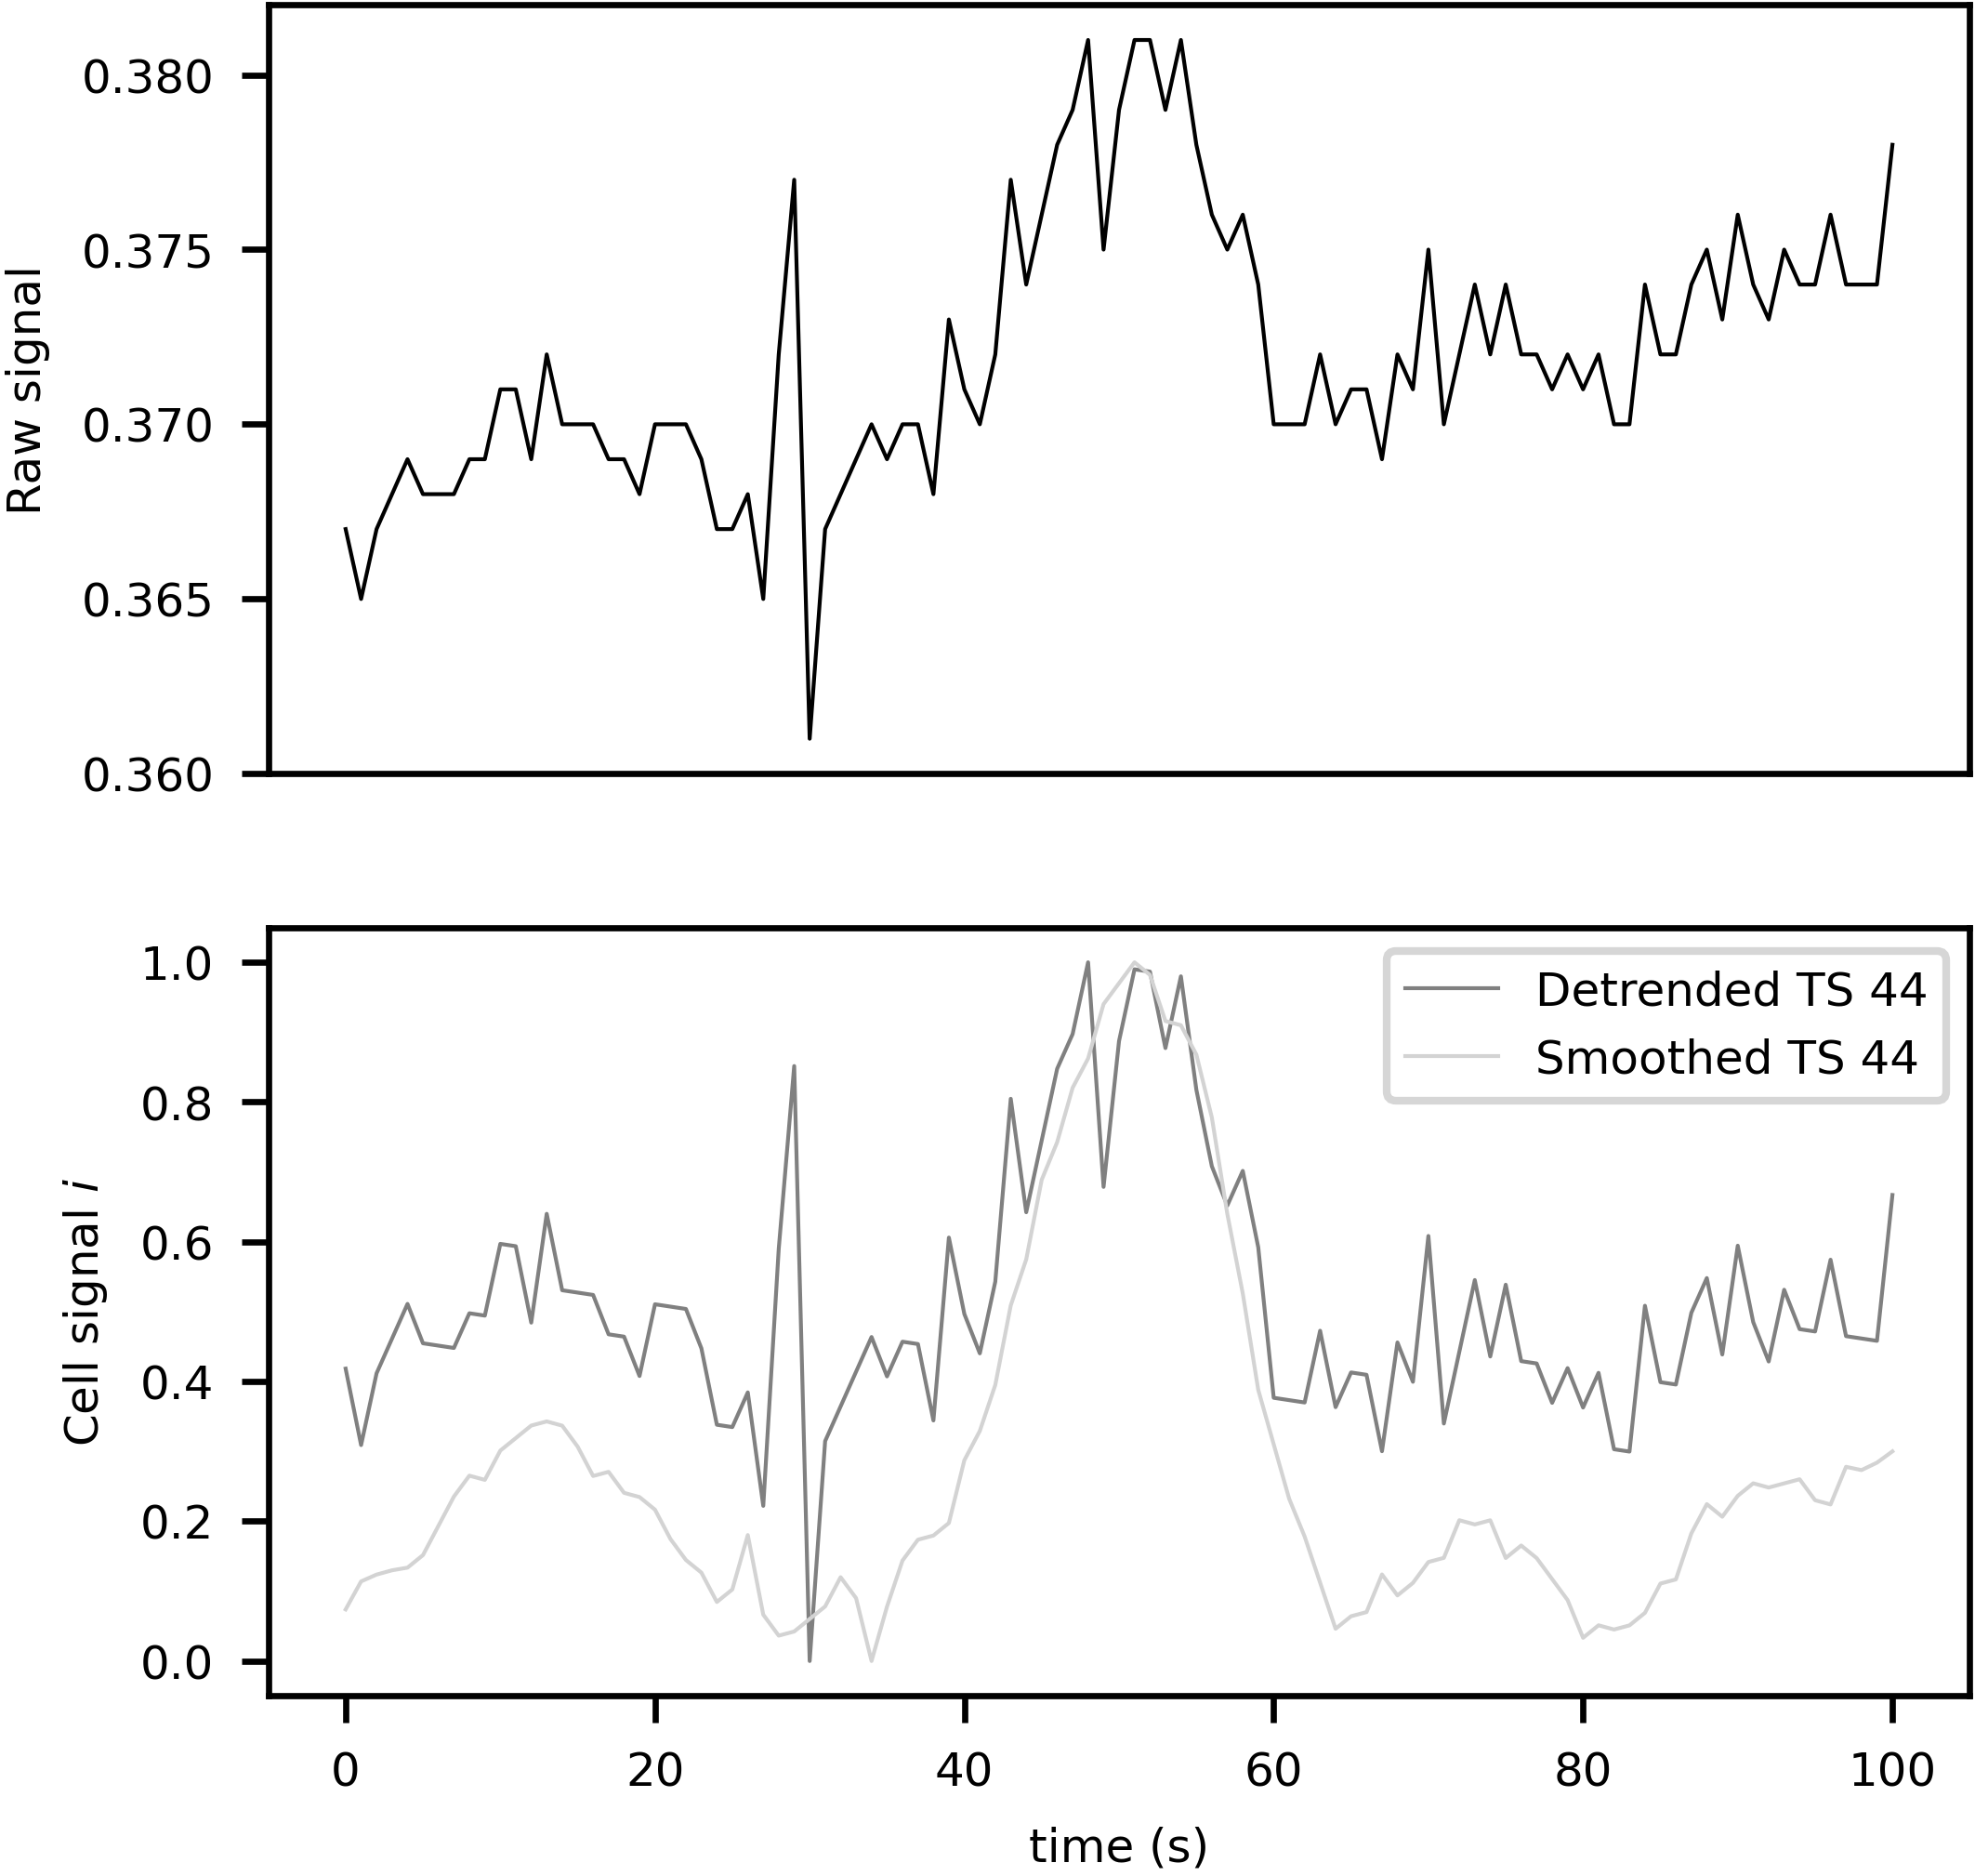 Raw signal
0.380
0.375
0.370
0.365
0.360
Cell signal i
1.0
0.8
0.6
0.4
0.2
0.0
Detrended TS 44
Smoothed TS 44
0 20 40 60 80 100
time (s)